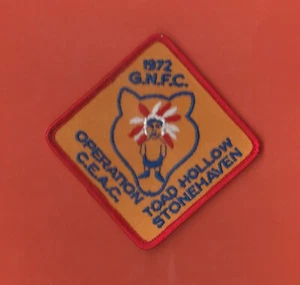 1972
G.N.F.C.
OPERATION
C.E.A.C.
TOAD HOLLOW
STONEHAVEN